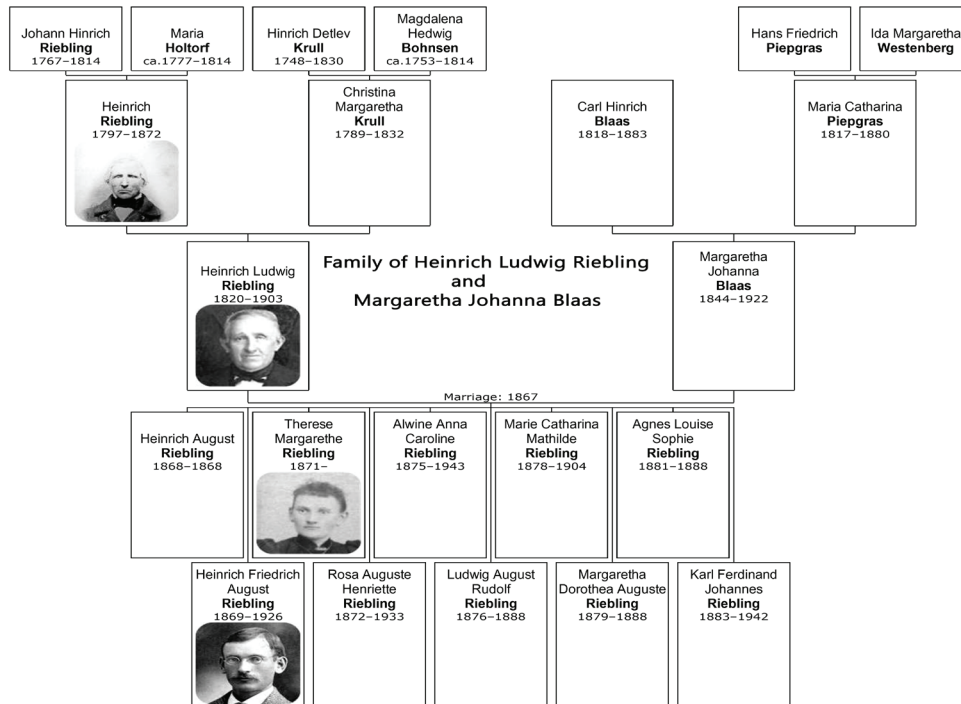 Johann Hinrich
Riebling
1767–1814
Maria
Holtorf
ca.1777–1814
Hinrich Detlev
Krull
1748–1830
Magdalena
Hedwig
Bohnsen
ca.1753–1814
Hans Friedrich
Piepgras
Ida Margaretha
Westenberg
Heinrich
Riebling
1797–1872
Christina
Margaretha
Krull
1789–1832
Carl Hinrich
Blaas
1818–1883
Maria Catharina
Piepgras
1817–1880
Heinrich Ludwig
Riebling
1820–1903
Family of Heinrich Ludwig Riebling
and
Margaretha Johanna Blaas
Margaretha
Johanna
Blaas
1844–1922
Marriage: 1867
Heinrich August
Riebling
1868–1868
Therese
Margarethe
Riebling
1871–
Alwine Anna
Caroline
Riebling
1875–1943
Marie Catharina
Mathilde
Riebling
1878–1904
Agnes Louise
Sophie
Riebling
1881–1888
Heinrich Friedrich
August
Riebling
1869–1926
Rosa Auguste
Henriette
Riebling
1872–1933
Ludwig August
Rudolf
Riebling
1876–1888
Margaretha
Dorothea Auguste
Riebling
1879–1888
Karl Ferdinand
Johannes
Riebling
1883–1942